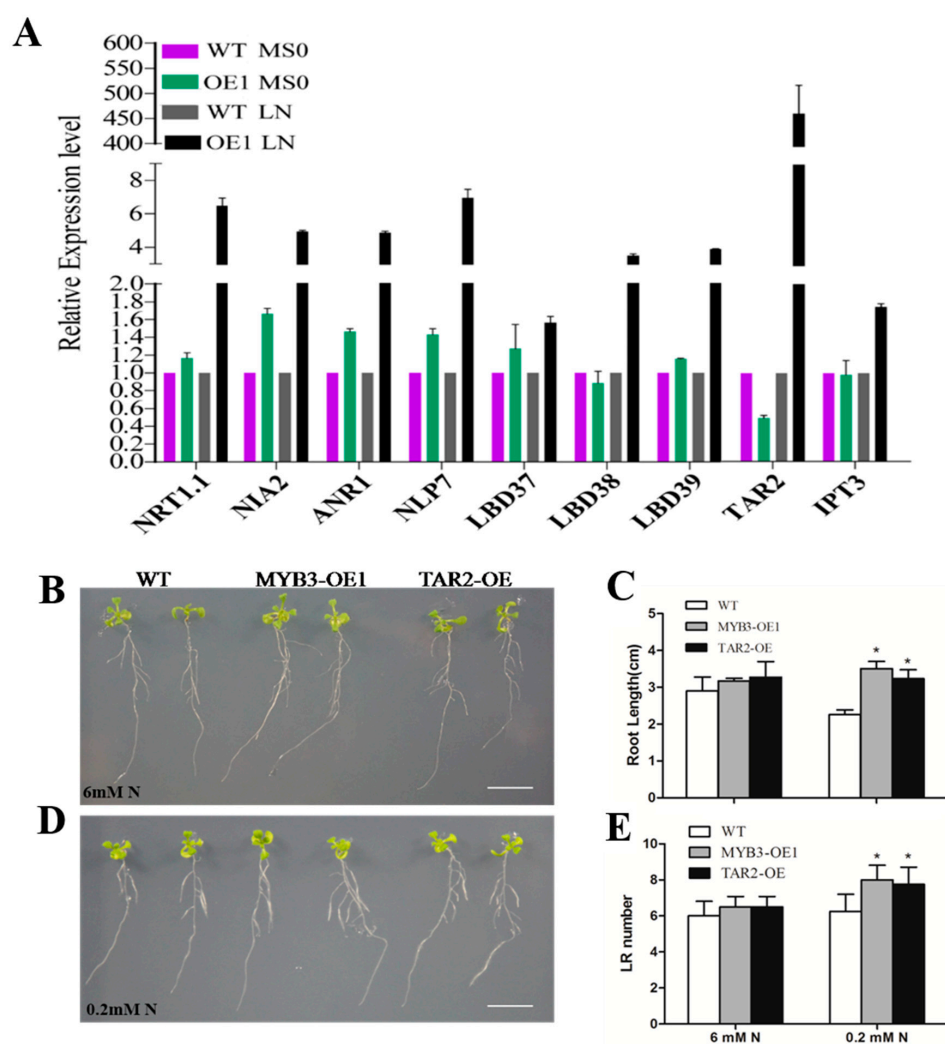 A
Relative Expression level
600
550
500
450
400
8
6
4
2.0
1.8
1.6
1.4
1.2
1.0
0.8
0.6
0.4
0.2
0.0
WT MS0
OE1 MS0
WT LN
OE1 LN
NRT1.1
NIA2
ANR1
NLP7
LBD37
LBD38
LBD39
TAR2
IPT3
B
WT MYB3-OE1 TAR2-OE
6mM N
C
WT
MYB3-OE1
TAR2-OE
Root Length(cm)
5
4
3
2
1
0
* *
D
0.2mM N
E
WT
MYB3-OE1
TAR2-OE
LR number
10
8
6
4
2
0
* *
6 mM N 0.2 mM N